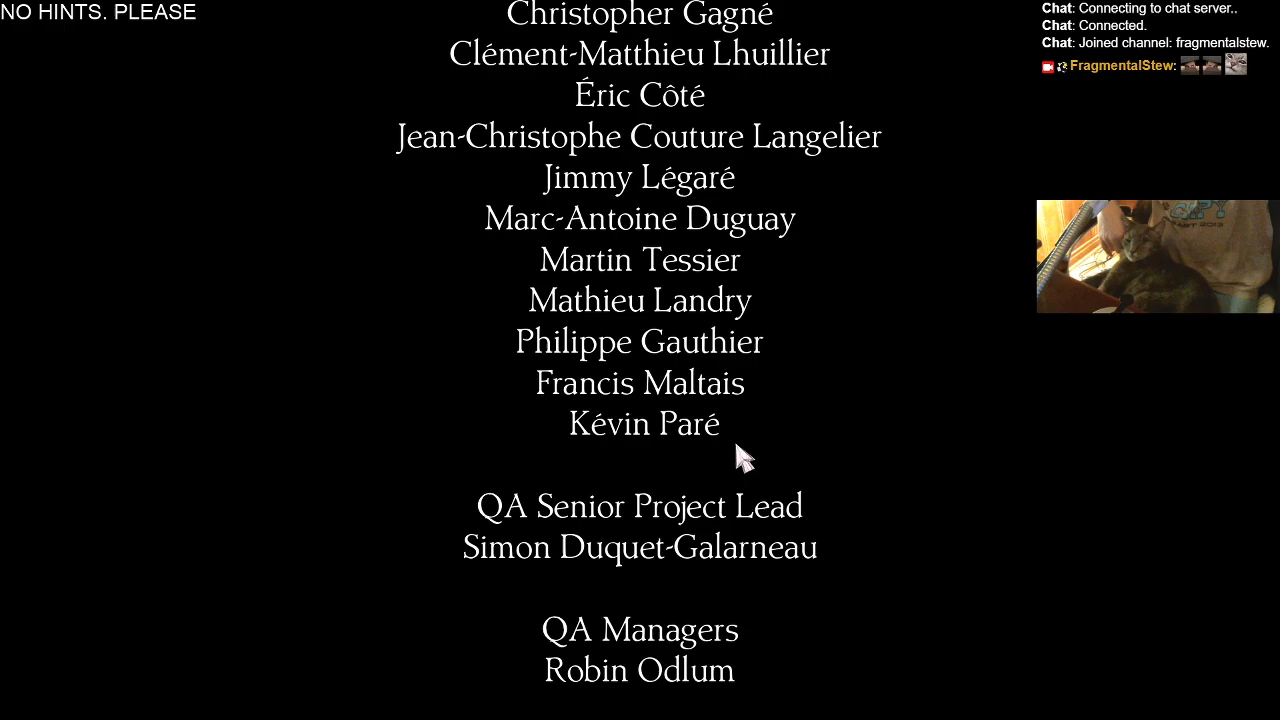 NO HINTS. PLEASE
Christopher Gagné
Clément-Matthieu Lhuillier
Éric Côté
Jean-Christophe Couture Langelier
Jimmy Légaré
Marc-Antoine Duguay
Martin Tessier
Mathieu Landry
Philippe Gauthier
Francis Maltais
Kévin Paré
QA Senior Project Lead
Simon Duquet-Galarneau
QA Managers
Robin Odlum
Chat: Connecting to chat server..
Chat: Connected.
Chat: Joined channel: fragmentalstew.
FragmentalStew: